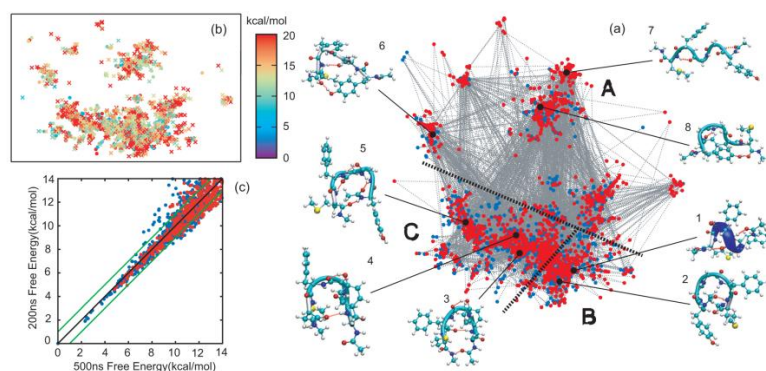 kcal/mol
(b)
20
15
10
5
0
(a)
6
7
A
8
5
C
1
4
3
2
B
(c)
200ns Free Energy(kcal/mol)
14
12
10
8
6
4
2
0
0 2 4 6 8 10 12 14
500ns Free Energy(kcal/mol)